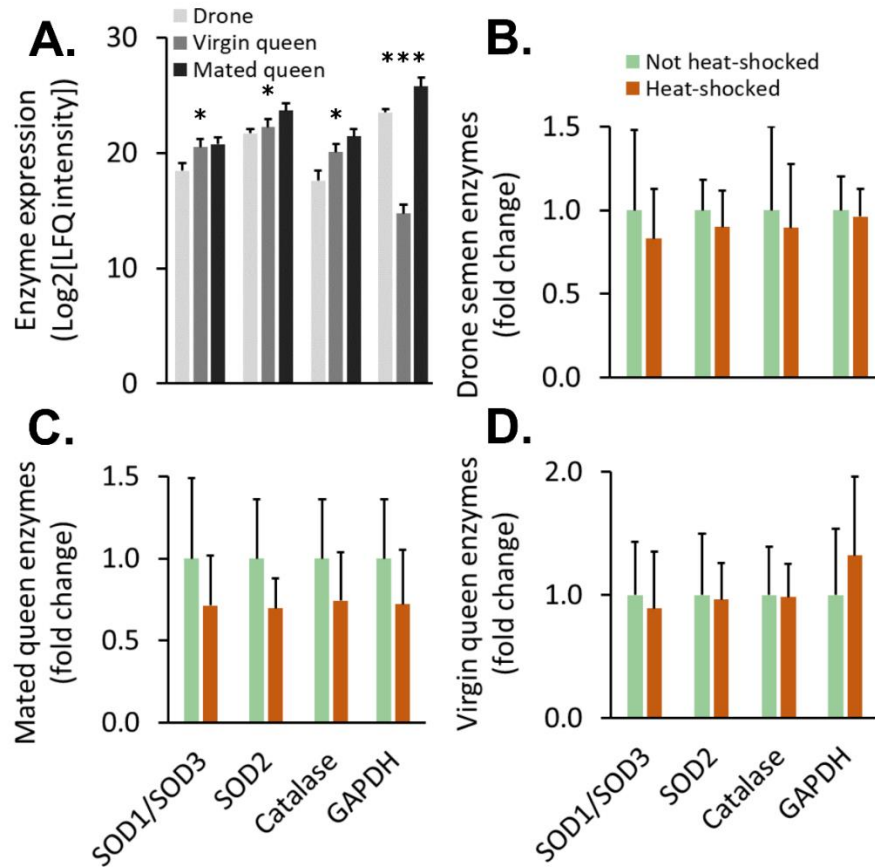 A.
Drone
Virgin queen
Mated queen
Enzyme expression
(Log2[LFQ intensity])
30
20
10
0
*
*
*
***
B.
Not heat-shocked
Heat-shocked
Drone semen enzymes
(fold change)
1.5
1.0
0.5
0.0
C.
Mated queen enzymes
(fold change)
1.5
1.0
0.5
0.0
SOD1/SOD3
SOD2
Catalase
GAPDH
D.
Virgin queen enzymes
(fold change)
2.0
1.0
0.0
SOD1/SOD3
SOD2
Catalase
GAPDH